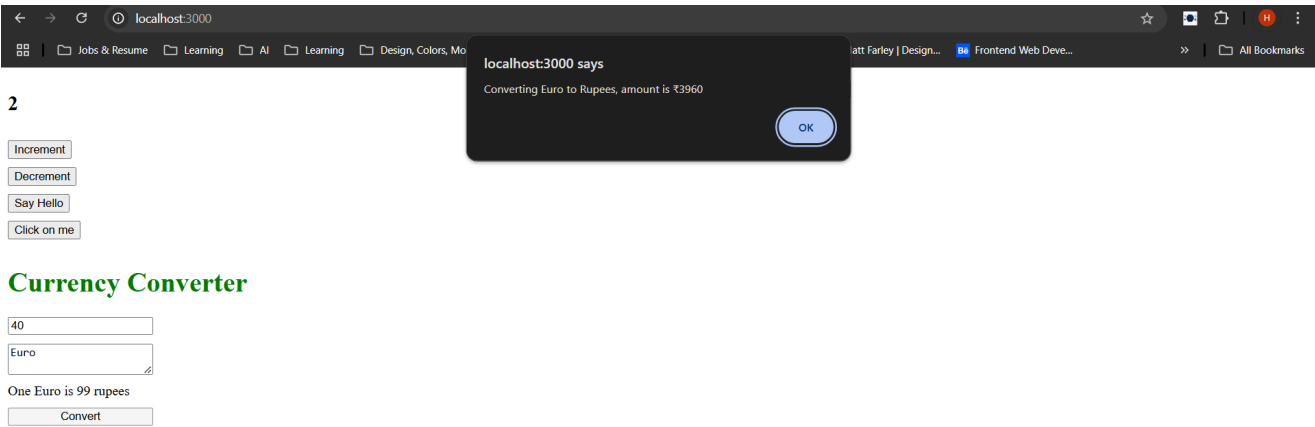 localhost:3000
H
Jobs & Resume Learning AI Learning Design, Colors, Mo
att Farley | Design... Bē Frontend Web Deve... » All Bookmarks
localhost:3000 says
Converting Euro to Rupees, amount is ₹3960
OK
2
Increment
Decrement
Say Hello
Click on me
Currency Converter
40
Euro
One Euro is 99 rupees
Convert